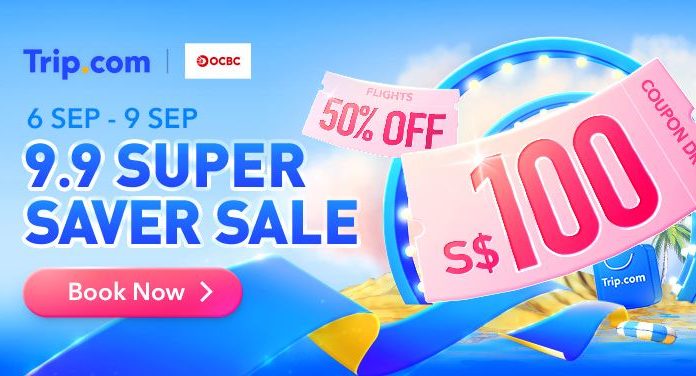 Trip.com
OCBC
6 SEP - 9 SEP
9.9 SUPER
SAVER SALE
Book Now
FLIGHTS
50% OFF
COUPON
S$100
Trip.com